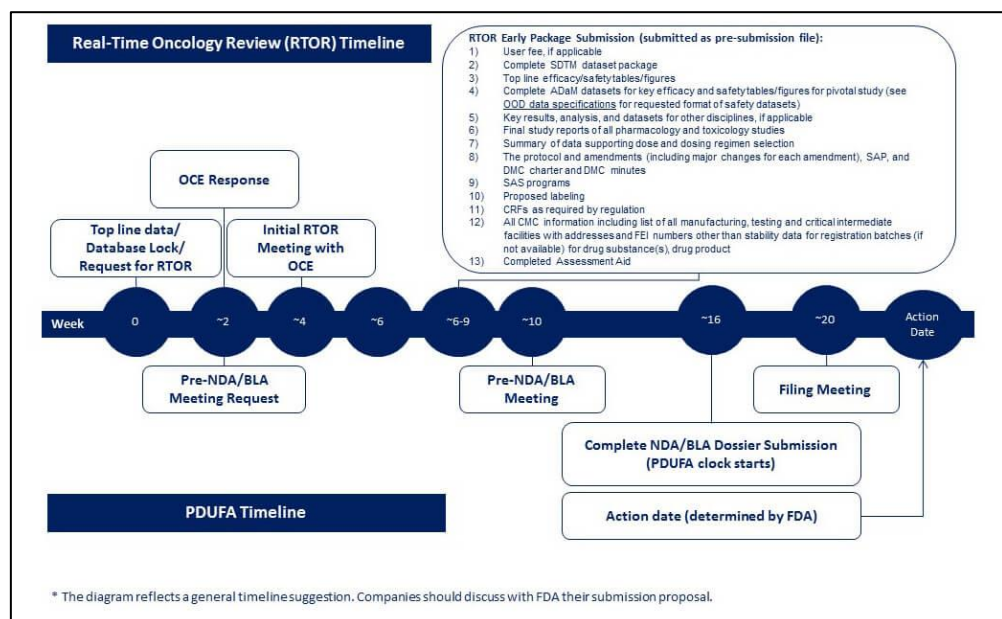 Real-Time Oncology Review (RTOR) Timeline
RTOR Early Package Submission (submitted as pre-submission file):
1) User fee, if applicable
2) Complete SDTM dataset package
3) Top line efficacy/safety tables/figures
4) Complete ADaM datasets for key efficacy and safety tables/figures for pivotal study (see
OOD data specifications for requested format of safety datasets)
5) Key results, analysis, and datasets for other disciplines, if applicable
6) Final study reports of all pharmacology and toxicology studies
7) Summary of data supporting dose and dosing regimen selection
8) The protocol and amendments (including major changes for each amendment), SAP, and
DMC charter and DMC minutes
9) SAS programs
10) Proposed labeling
11) CRFs as required by regulation
12) All CMC information including list of all manufacturing, testing and critical intermediate
facilities with addresses and FEI numbers other than stability data for registration batches (if
not available) for drug substance(s), drug product
13) Completed Assessment Aid
OCE Response
Top line data/
Database Lock/
Request for RTOR
Initial RTOR
Meeting with
OCE
Week
0
~2
~4
~6
~6-9
~10
~16
~20
Action
Date
Pre-NDA/BLA
Meeting Request
Pre-NDA/BLA
Meeting
Filing Meeting
Complete NDA/BLA Dossier Submission
(PDUFA clock starts)
Action date (determined by FDA)
PDUFA Timeline
* The diagram reflects a general timeline suggestion. Companies should discuss with FDA their submission proposal.